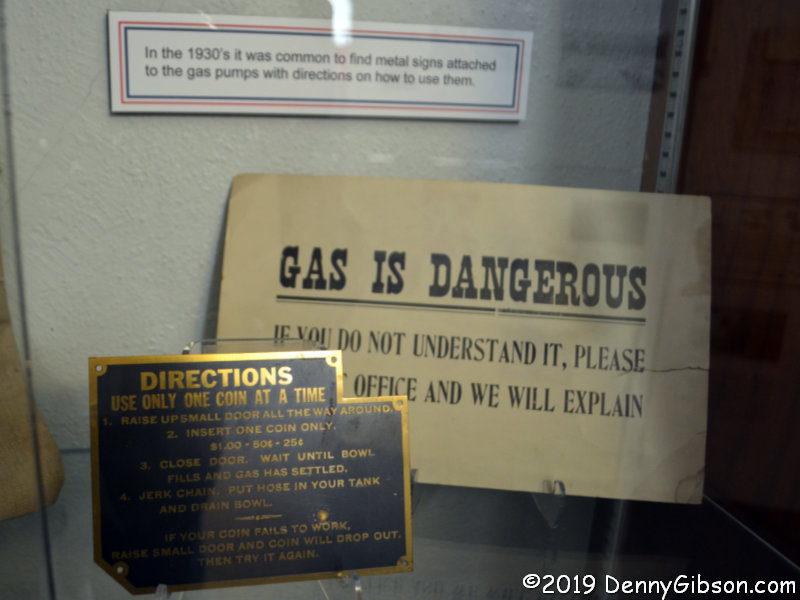 In the 1930's it was common to find metal signs attached
to the gas pumps with directions on how to use them.
GAS IS DANGEROUS
IF YOU DO NOT UNDERSTAND IT, PLEASE
OFFICE AND WE WILL EXPLAIN
DIRECTIONS
USE ONLY ONE COIN AT A TIME
1. RAISE UP SMALL DOOR ALL THE WAY AROUND.
2. INSERT ONE COIN ONLY.
$1.00 - 50¢ - 25¢
3. CLOSE DOOR. WAIT UNTIL BOWL
FILLS AND GAS HAS SETTLED.
4. JERK CHAIN. PUT HOSE IN YOUR TANK
AND DRAIN BOWL.
IF YOUR COIN FAILS TO WORK,
RAISE SMALL DOOR AND COIN WILL DROP OUT.
THEN TRY IT AGAIN.
©2019 DennyGibson.com